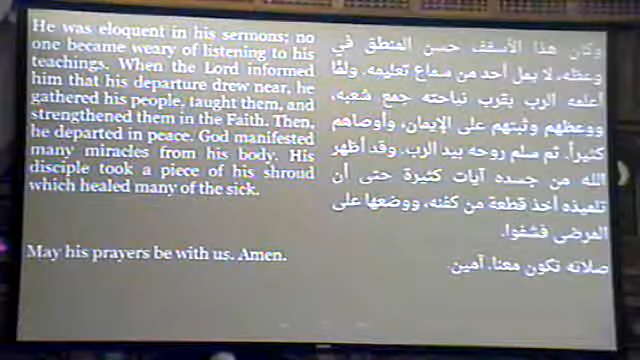 He was eloquent in his sermons; no
one became weary of listening to his
teachings. When the Lord informed
him that his departure drew near, he
gathered his people, taught them, and
strengthened them in the Faith. Then,
he departed in peace. God manifested
many miracles from his body. His
disciple took a piece of his shroud
which healed many of the sick.
May his prayers be with us. Amen.
وكان هذا الأسقف حسن المنطق في
وعظه، لا يمل أحد من سماع تعليمه. ولمَّا
أعلمه الرب بقرب نياحته جمع شعبه،
ووعظهم وثبتهم على الإيمان، وأوصاهم
كثيراً. ثم سلم روحه بيد الرب. وقد أظهر
الله من جسده آيات كثيرة حتى أن
تلميذه أخذ قطعة من كفنه، ووضعها على
المرضى فشفوا.
صلاته تكون معنا. آمين.